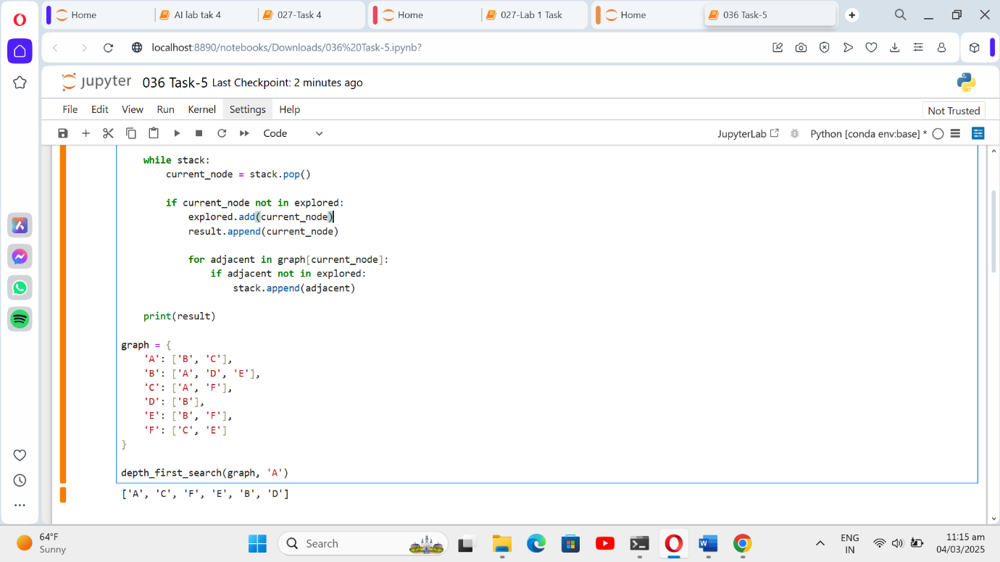 Home
AI lab tak 4
027-Task 4
Home
027-Lab 1 Task
Home
036 Task-5
localhost:8890/notebooks/Downloads/036%20Task-5.ipynb?
jupyter 036 Task-5 Last Checkpoint: 2 minutes ago
File Edit View Run Kernel Settings Help
Not Trusted
Code
JupyterLab
Python [conda env:base] *
while stack:
current_node = stack.pop()
if current_node not in explored:
explored.add(current_node)
result.append(current_node)
for adjacent in graph[current_node]:
if adjacent not in explored:
stack.append(adjacent)
print(result)
graph = {
'A': ['B', 'C'],
'B': ['A', 'D', 'E'],
'C': ['A', 'F'],
'D': ['B'],
'E': ['B', 'F'],
'F': ['C', 'E']
}
depth_first_search(graph, 'A')
['A', 'C', 'F', 'E', 'B', 'D']
64°F
Sunny
Search
ENG
IN
11:15 am
04/03/2025